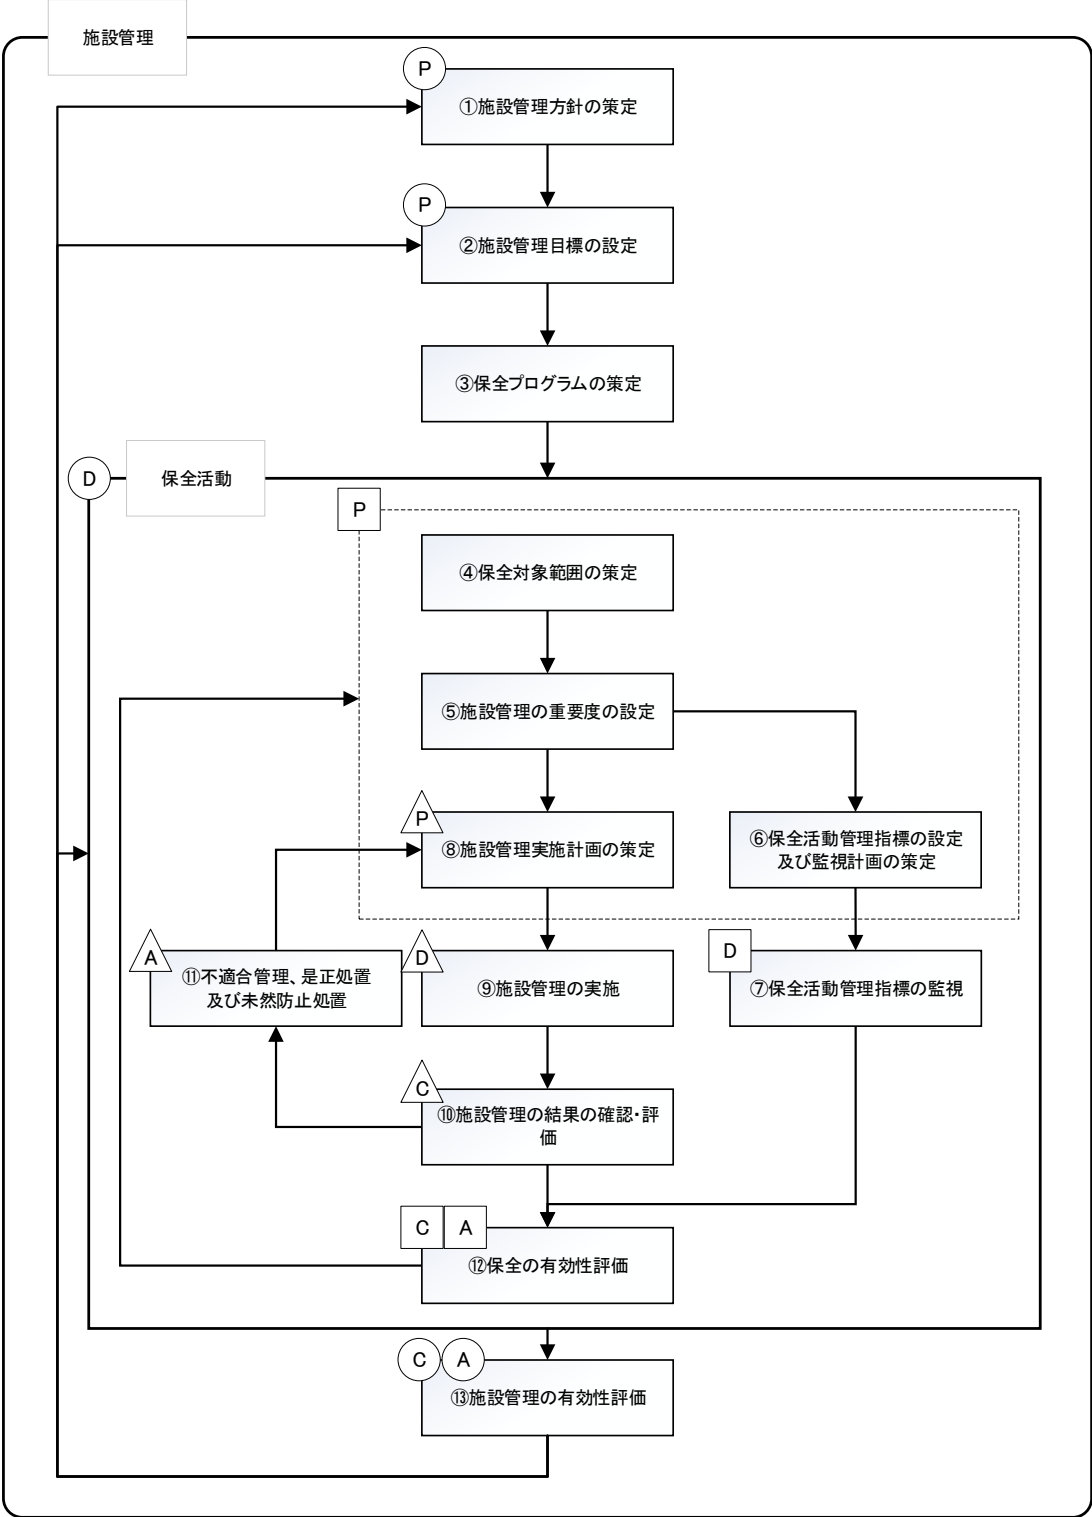 施設管理
P
①施設管理方針の策定
P
②施設管理目標の設定
③保全プログラムの策定
D
保全活動
P
④保全対象範囲の策定
⑤施設管理の重要度の設定
P
⑧施設管理実施計画の策定
⑥保全活動管理指標の設定
及び監視計画の策定
A
⑪不適合管理、是正処置
及び未然防止処置
D
⑨施設管理の実施
D
⑦保全活動管理指標の監視
C
⑩施設管理の結果の確認・評
価
C
A
⑫保全の有効性評価
C
A
⑬施設管理の有効性評価